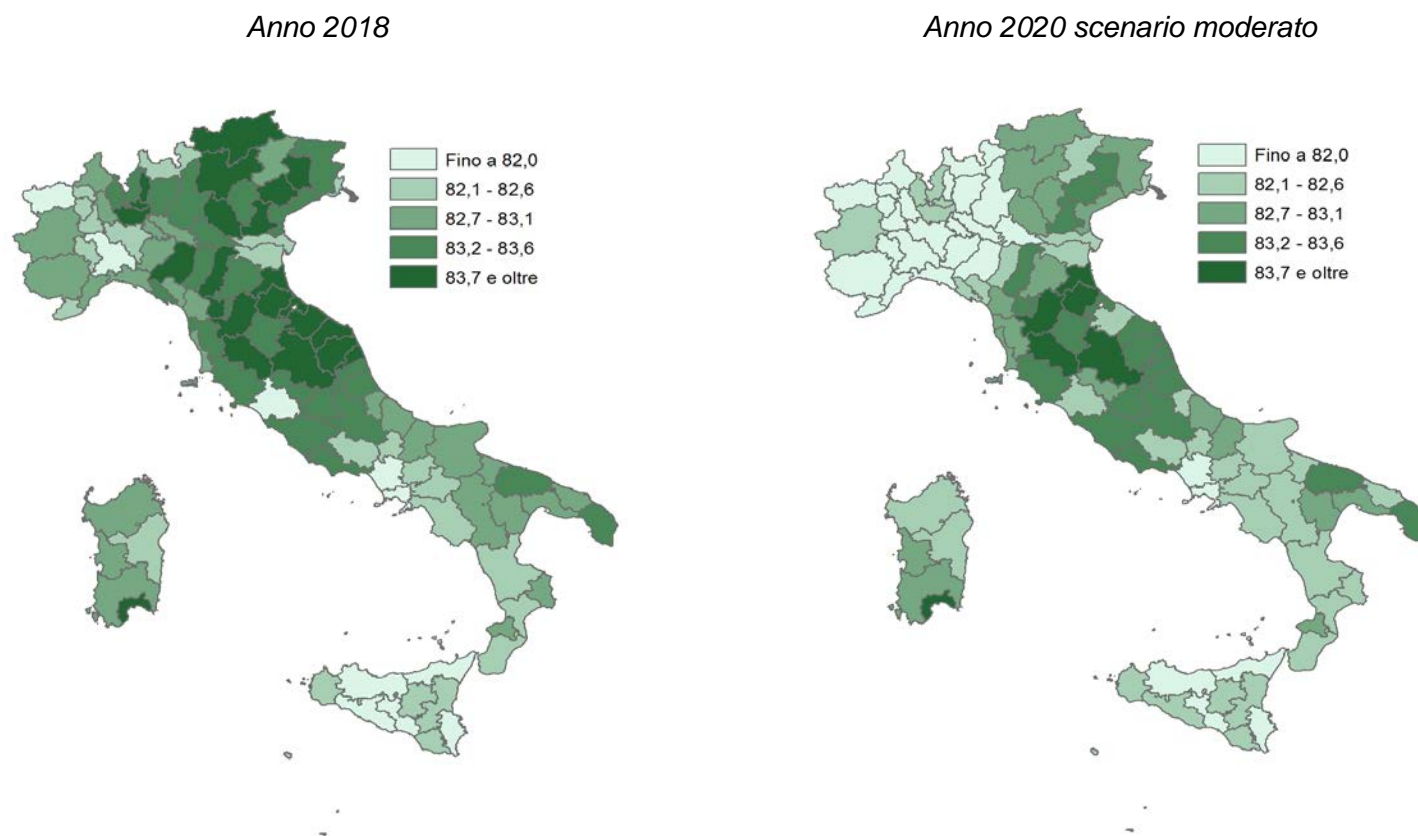 Anno 2018
Fino a 82,0
82,1 - 82,6
82,7 - 83,1
83,2 - 83,6
83,7 e oltre
Anno 2020 scenario moderato
Fino a 82,0
82,1 - 82,6
82,7 - 83,1
83,2 - 83,6
83,7 e oltre